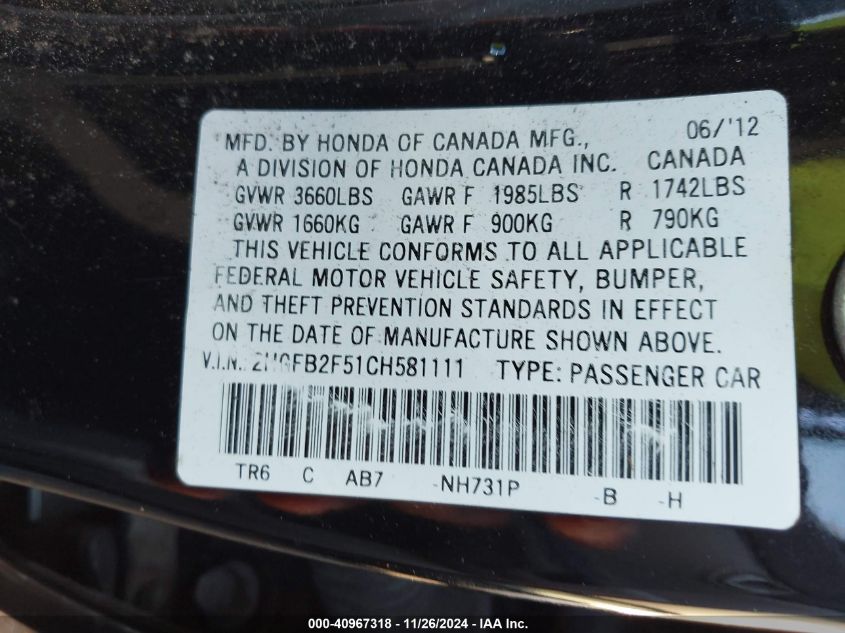 MFD. BY HONDA OF CANADA MFG., 06/'12
A DIVISION OF HONDA CANADA INC. CANADA
GVWR 3660LBS GAWR F 1985LBS R 1742LBS
GVWR 1660KG GAWR F 900KG R 790KG
THIS VEHICLE CONFORMS TO ALL APPLICABLE
FEDERAL MOTOR VEHICLE SAFETY, BUMPER,
AND THEFT PREVENTION STANDARDS IN EFFECT
ON THE DATE OF MANUFACTURE SHOWN ABOVE.
V.I.N.: 2HGFB2F51CH581111 TYPE: PASSENGER CAR
TR6 C AB7 -NH731P -B -H
000-40967318 - 11/26/2024 - IAA Inc.